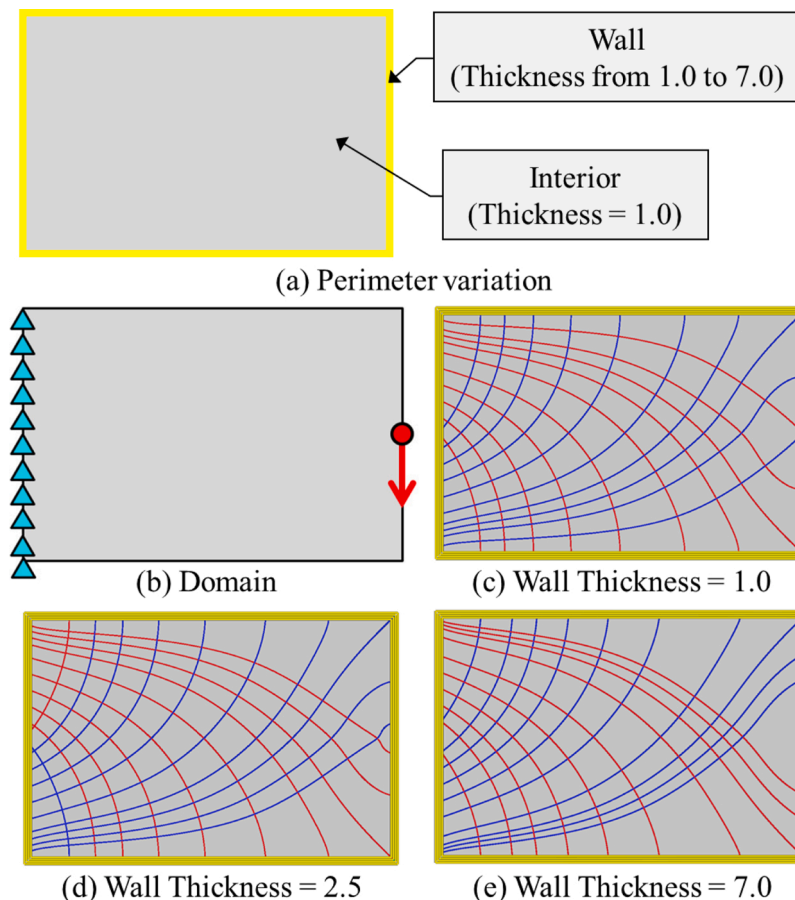 Wall
(Thickness from 1.0 to 7.0)
Interior
(Thickness = 1.0)
(a) Perimeter variation
(b) Domain
(c) Wall Thickness = 1.0
(d) Wall Thickness = 2.5
(e) Wall Thickness = 7.0